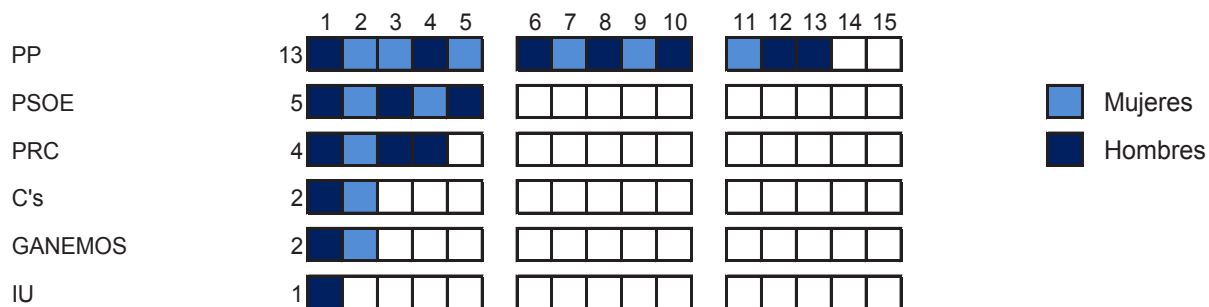 1 2 3 4 5 6 7 8 9 10 11 12 13 14 15
PP 13
PSOE 5
Mujeres
PRC 4
Hombres
C's 2
GANEMOS 2
IU 1